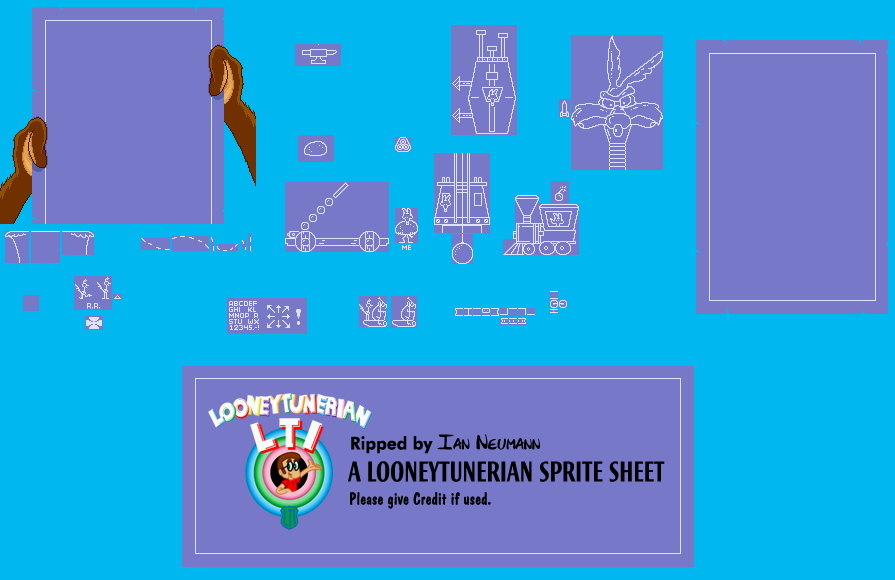 ME
R.R.
ABCDEF
GHI KL
MNOP R
STU WX
12345-!
!
LOONEYTUNERIAN
LTI
Ripped by IAN NEUMANN
A LOONEYTUNERIAN SPRITE SHEET
Please give Credit if used.